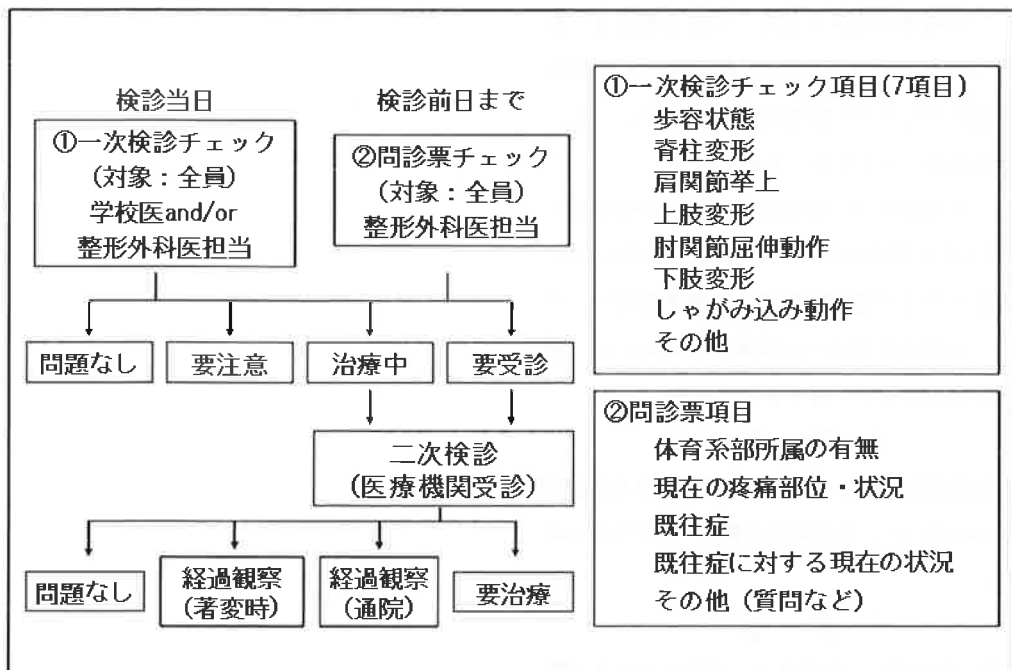 検診当日
①一次検診チェック
(対象：全員)
学校医and/or
整形外科医担当
検診前日まで
②問診票チェック
(対象：全員)
整形外科医担当
問題なし
要注意
治療中
要受診
二次検診
(医療機関受診)
問題なし
経過観察
(著変時)
経過観察
(通院)
要治療
①一次検診チェック項目(7項目)
歩容状態
脊柱変形
肩関節挙上
上肢変形
肘関節屈伸動作
下肢変形
しゃがみ込み動作
その他
②問診票項目
体育系部所属の有無
現在の疼痛部位・状況
既往症
既往症に対する現在の状況
その他（質問など）